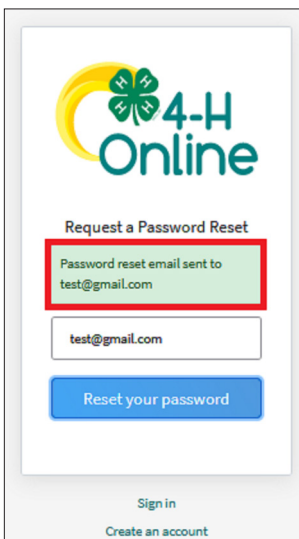 H H
H H
4-H
Online
Request a Password Reset
Password reset email sent to
test@gmail.com
test@gmail.com
Reset your password
Sign in
Create an account